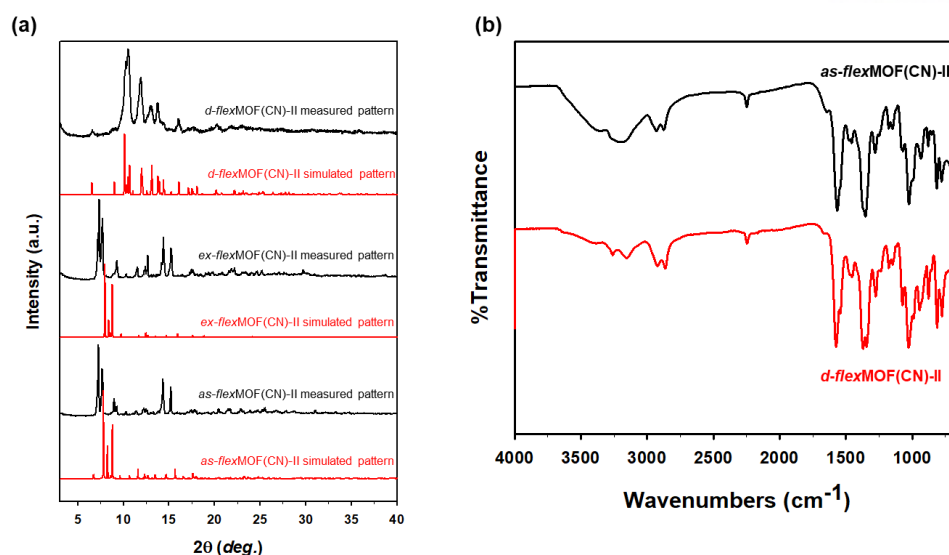 (a)
d-flexMOF(CN)-II measured pattern
d-flexMOF(CN)-II simulated pattern
ex-flexMOF(CN)-II measured pattern
ex-flexMOF(CN)-II simulated pattern
as-flexMOF(CN)-II measured pattern
as-flexMOF(CN)-II simulated pattern
Intensity (a.u.)
5 10 15 20 25 30 35 40
2θ (deg.)
(b)
as-flexMOF(CN)-II
d-flexMOF(CN)-II
%Transmittance
4000 3500 3000 2500 2000 1500 1000
Wavenumbers (cm⁻¹)